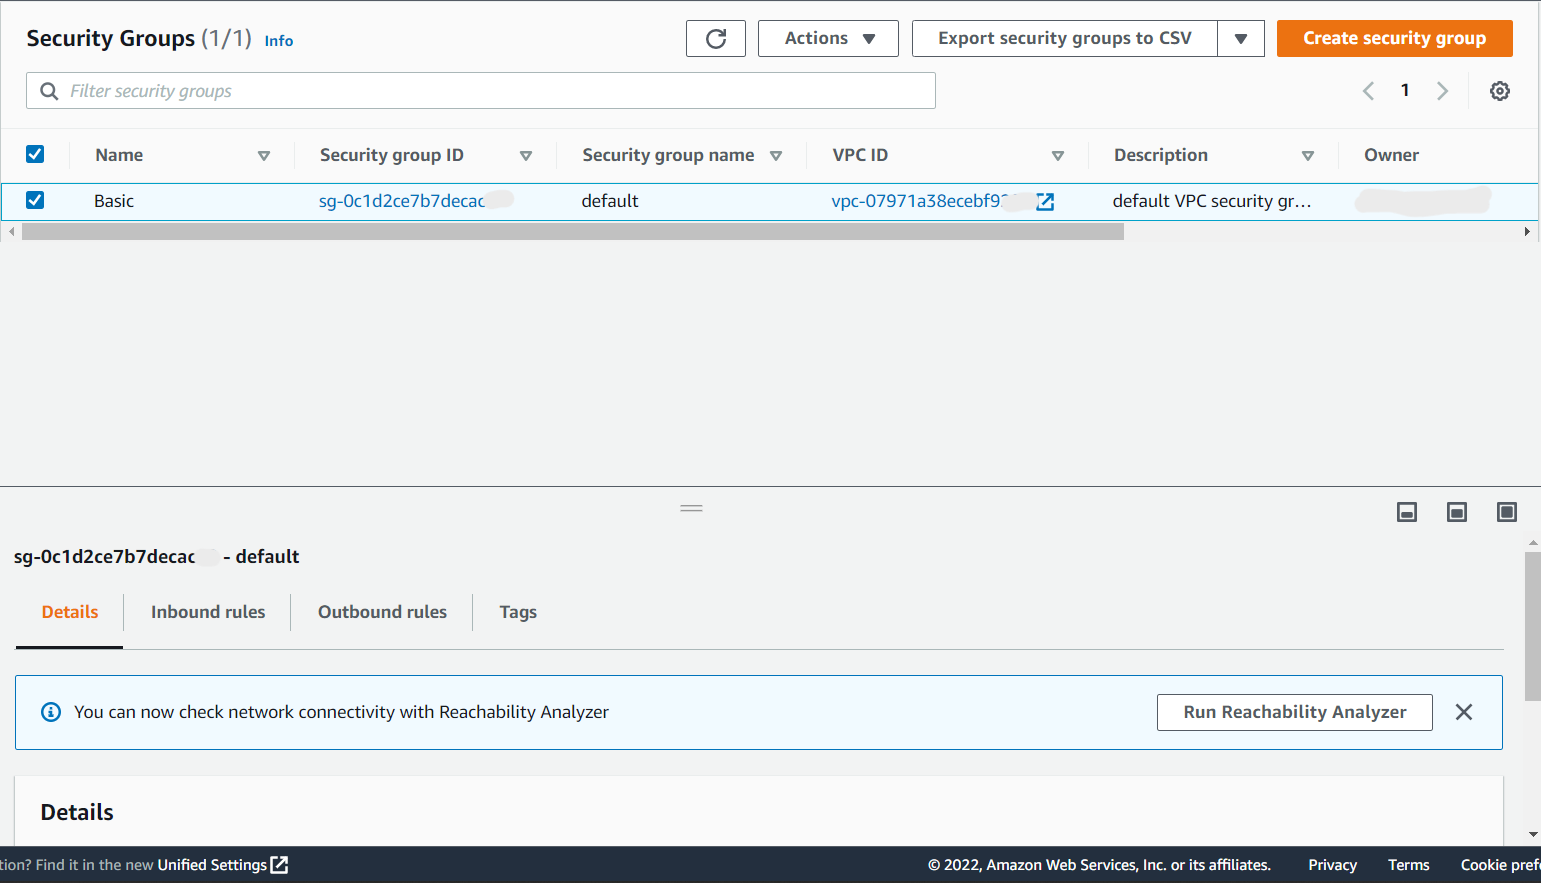 Security Groups (1/1) Info Actions Export security groups to CSV Create security group
Filter security groups 1
Name Security group ID Security group name VPC ID Description Owner
Basic sg-0c1d2ce7b7decac default vpc-07971a38ecebf9 default VPC security gr...
sg-0c1d2ce7b7decac - default
Details Inbound rules Outbound rules Tags
You can now check network connectivity with Reachability Analyzer Run Reachability Analyzer
Details
tion? Find it in the new Unified Settings © 2022, Amazon Web Services, Inc. or its affiliates. Privacy Terms Cookie pref